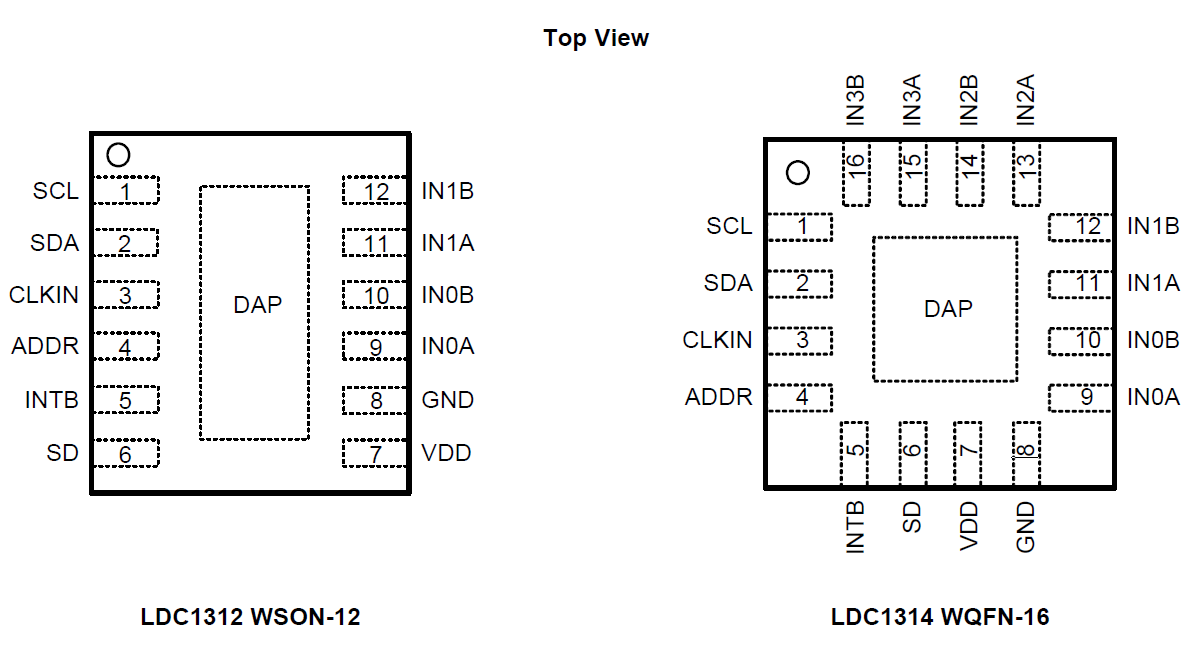 Top View
SCL 1 12 IN1B
SDA 2 11 IN1A
CLKIN 3 DAP 10 IN0B
ADDR 4 9 IN0A
INTB 5 8 GND
SD 6 7 VDD
LDC1312 WSON-12
IN3B IN3A IN2B IN2A
16 15 14 13
SCL 1 12 IN1B
SDA 2 11 IN1A
DAP
CLKIN 3 10 IN0B
ADDR 4 9 IN0A
5 6 7 8
INTB SD VDD GND
LDC1314 WQFN-16